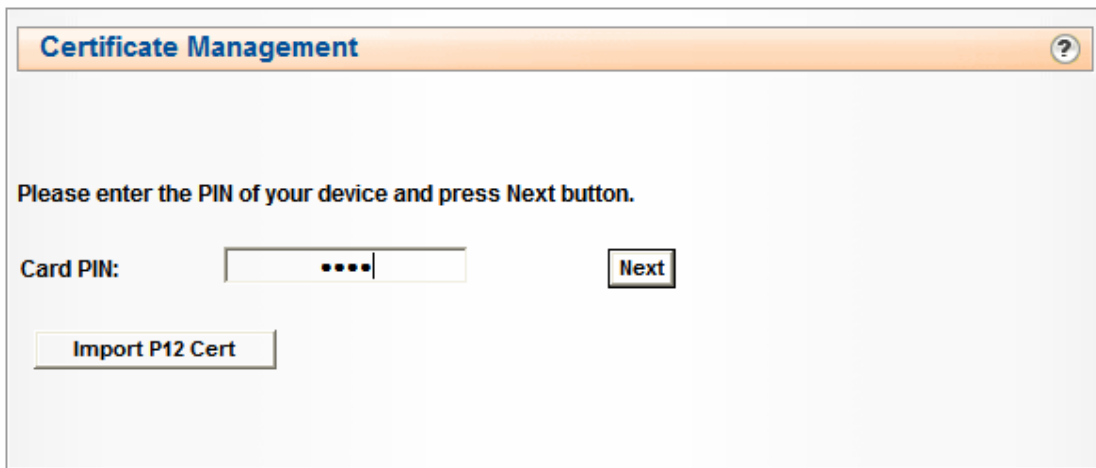 Certificate Management ?
Please enter the PIN of your device and press Next button.
Card PIN: •••• Next
Import P12 Cert